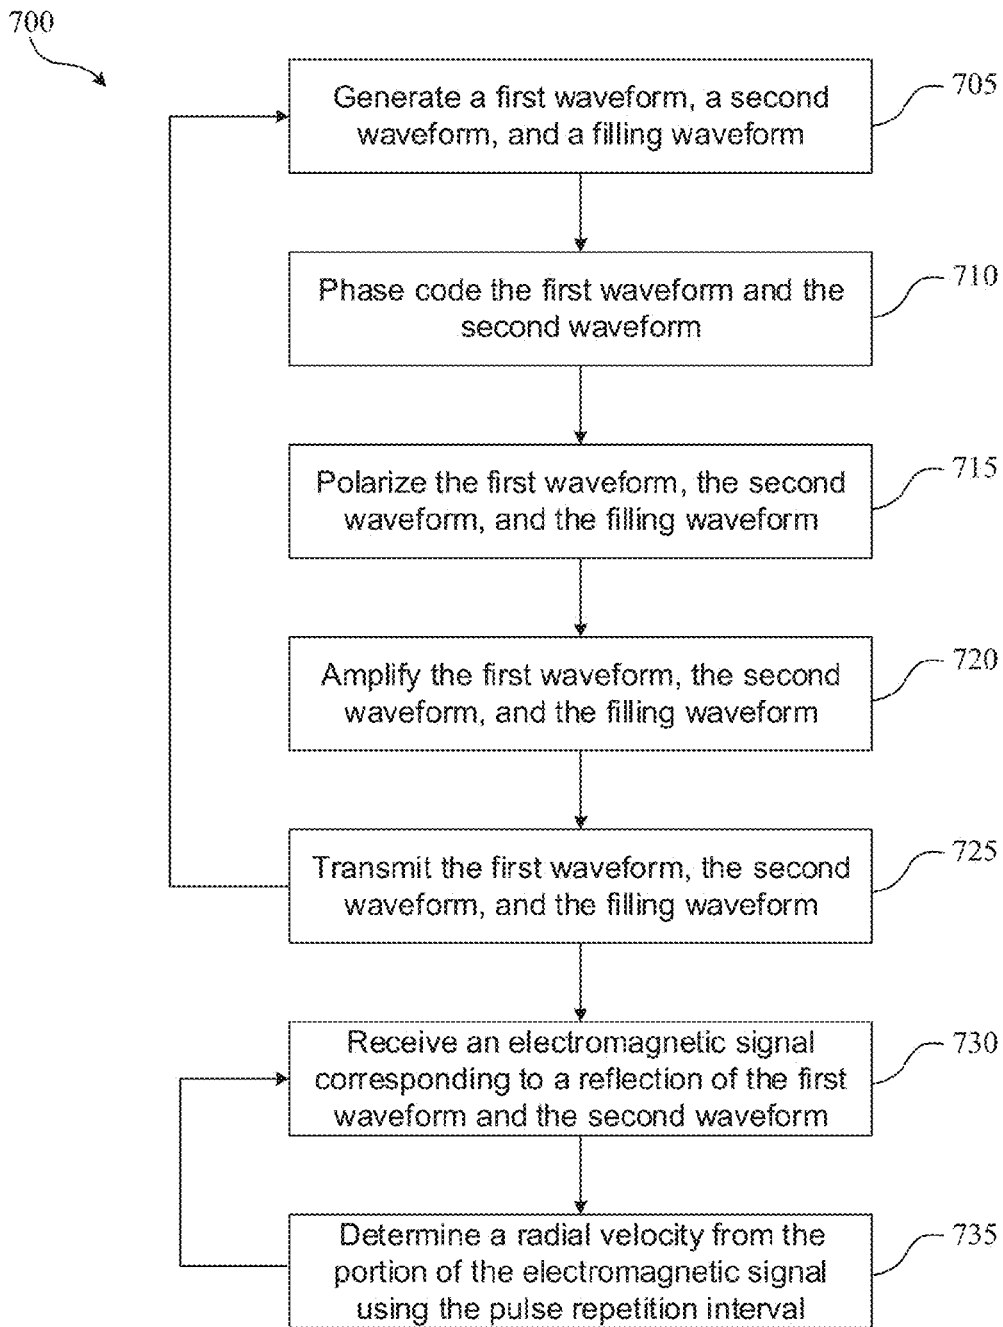 700
Generate a first waveform, a second
waveform, and a filling waveform
705
Phase code the first waveform and the
second waveform
710
Polarize the first waveform, the second
waveform, and the filling waveform
715
Amplify the first waveform, the second
waveform, and the filling waveform
720
Transmit the first waveform, the second
waveform, and the filling waveform
725
Receive an electromagnetic signal
corresponding to a reflection of the first
waveform and the second waveform
730
Determine a radial velocity from the
portion of the electromagnetic signal
using the pulse repetition interval
735